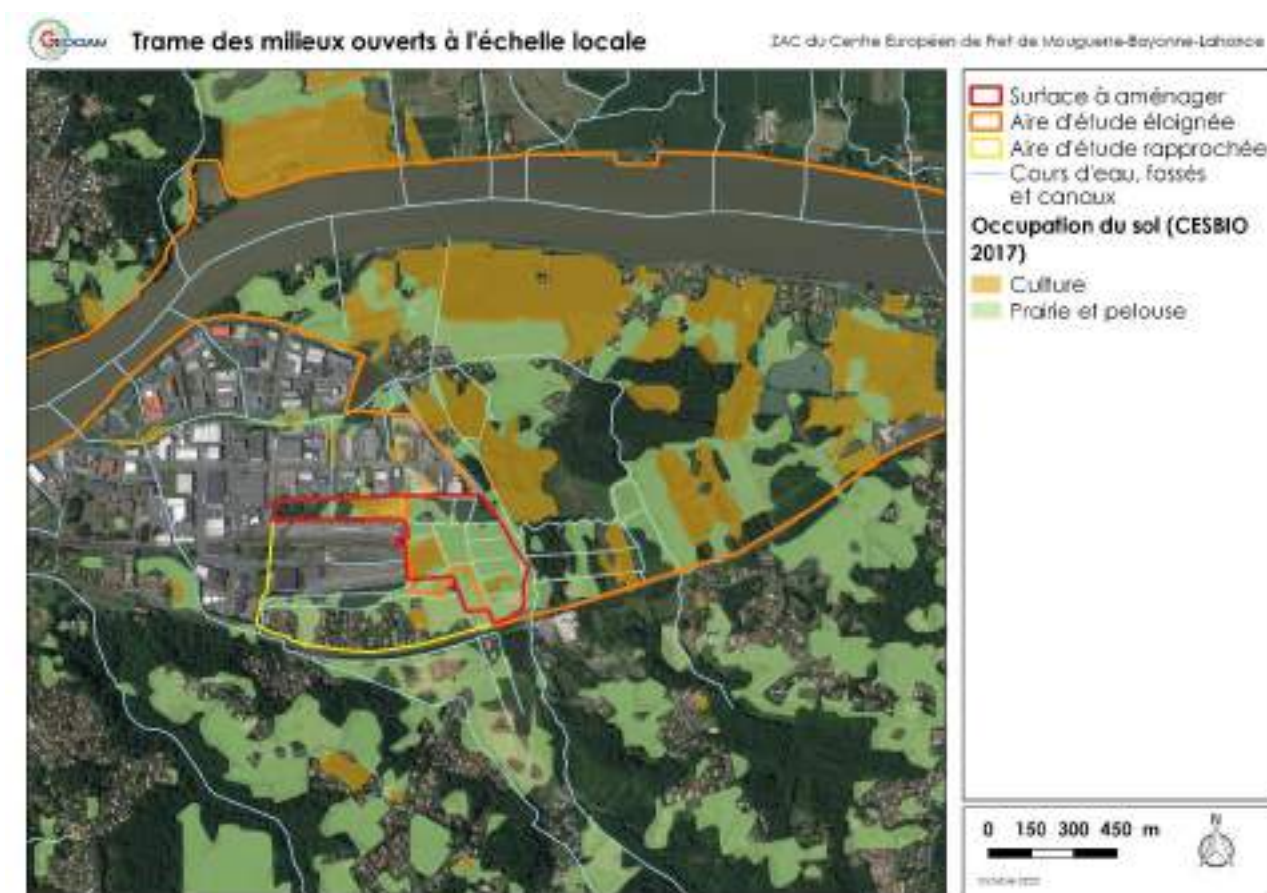 GEOCIAM
Trame des milieux ouverts à l'échelle locale
ZAC du Centre Européen de Fret de Mouguerre-Bayonne-Lahonce
Surface à aménager
Aire d'étude éloignée
Aire d'étude rapprochée
Cours d'eau, fossés
et canaux
Occupation du sol (CESBIO
2017)
Culture
Prairie et pelouse
0 150 300 450 m
N